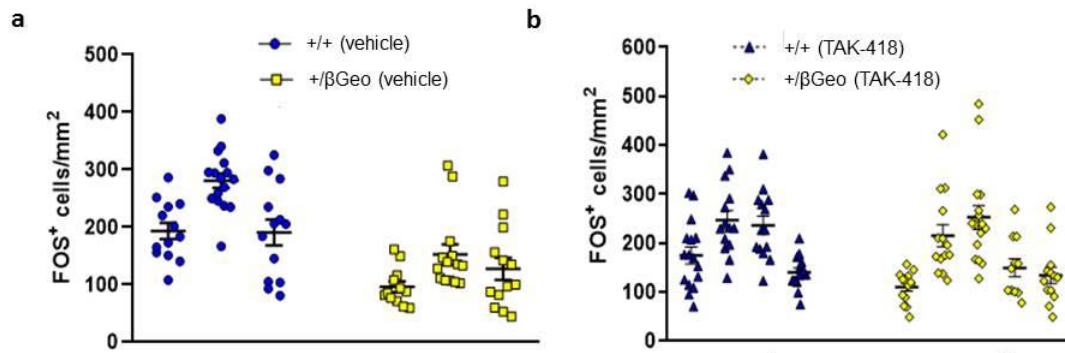 a
b
500
400
300
200
100
0
FOS⁺ cells/mm²
+/+ (vehicle)
+/βGeo (vehicle)
600
500
400
300
200
100
0
FOS⁺ cells/mm²
+/+ (TAK-418)
+/βGeo (TAK-418)